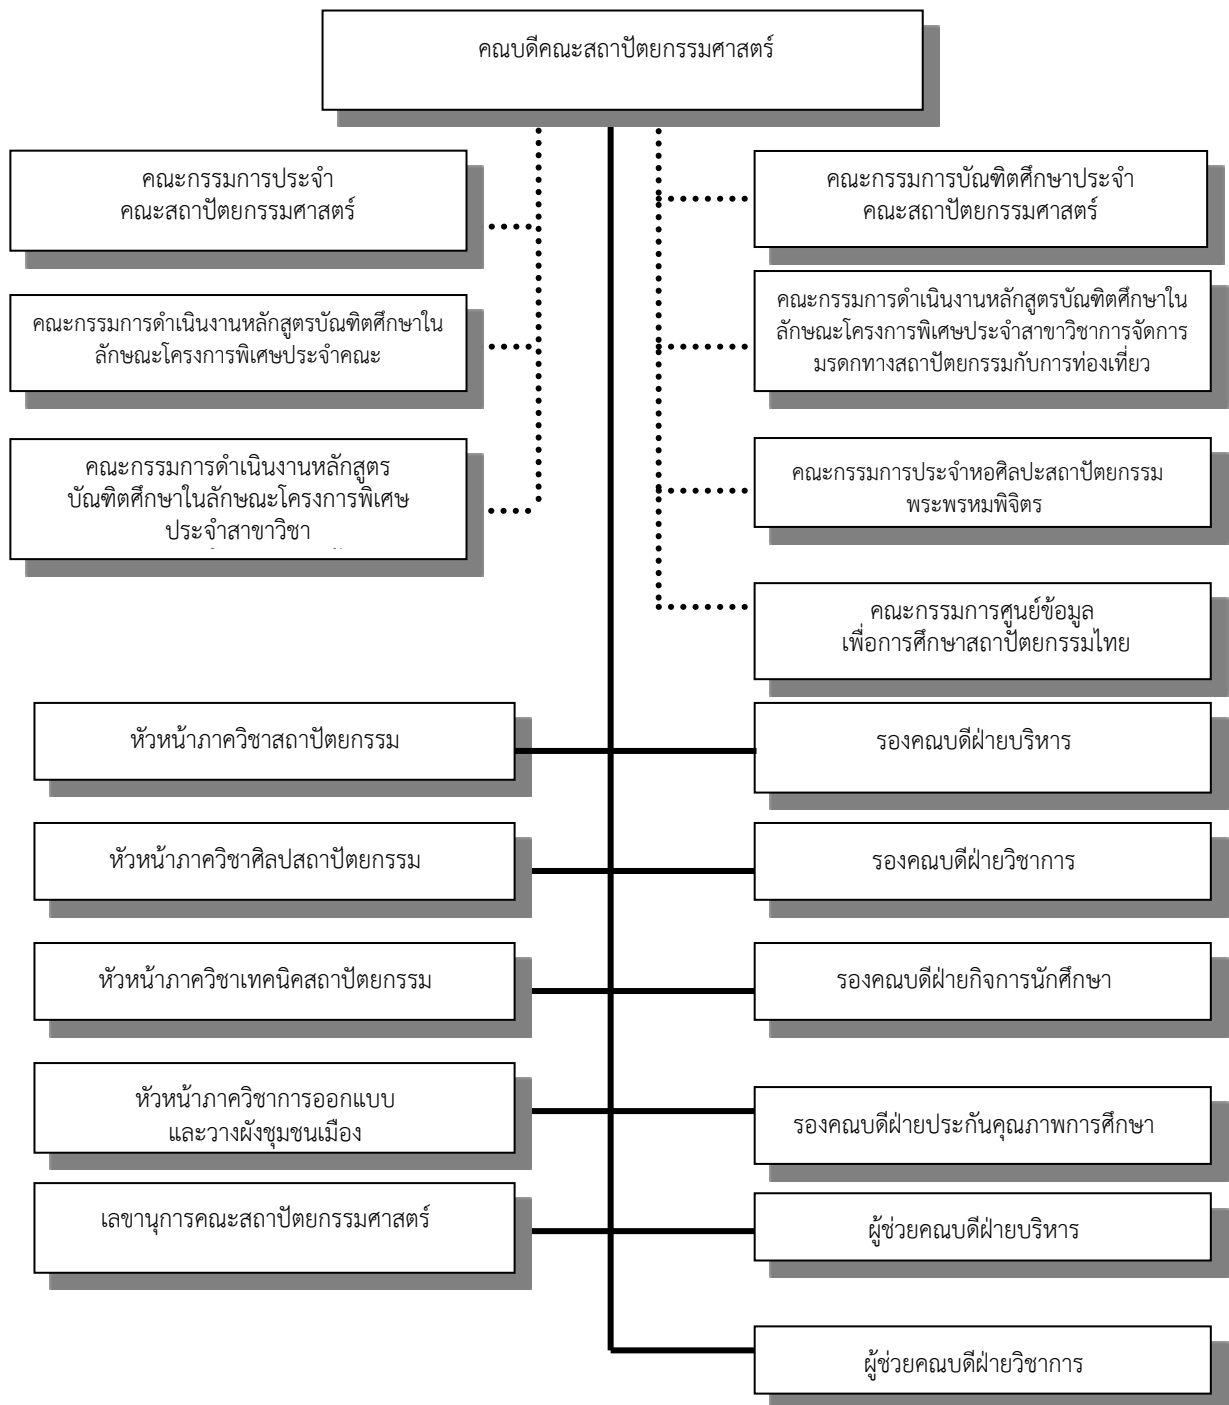 คณบดีคณะสถาปัตยกรรมศาสตร์
คณะกรรมการประจำ
คณะสถาปัตยกรรมศาสตร์
คณะกรรมการบัณฑิตศึกษาประจำ
คณะสถาปัตยกรรมศาสตร์
คณะกรรมการดำเนินงานหลักสูตรบัณฑิตศึกษาใน
ลักษณะโครงการพิเศษประจำคณะ
คณะกรรมการดำเนินงานหลักสูตรบัณฑิตศึกษาใน
ลักษณะโครงการพิเศษประจำสาขาวิชาการจัดการ
มรดกทางสถาปัตยกรรมกับการท่องเที่ยว
คณะกรรมการดำเนินงานหลักสูตร
บัณฑิตศึกษาในลักษณะโครงการพิเศษ
ประจำสาขาวิชา
คณะกรรมการประจำหอศิลปะสถาปัตยกรรม
พระพรหมพิจิตร
คณะกรรมการศูนย์ข้อมูล
เพื่อการศึกษาสถาปัตยกรรมไทย
หัวหน้าภาควิชาสถาปัตยกรรม
รองคณบดีฝ่ายบริหาร
หัวหน้าภาควิชาศิลปสถาปัตยกรรม
รองคณบดีฝ่ายวิชาการ
หัวหน้าภาควิชาเทคนิคสถาปัตยกรรม
รองคณบดีฝ่ายกิจการนักศึกษา
หัวหน้าภาควิชาการออกแบบ
และวางผังชุมชนเมือง
รองคณบดีฝ่ายประกันคุณภาพการศึกษา
เลขานุการคณะสถาปัตยกรรมศาสตร์
ผู้ช่วยคณบดีฝ่ายบริหาร
ผู้ช่วยคณบดีฝ่ายวิชาการ